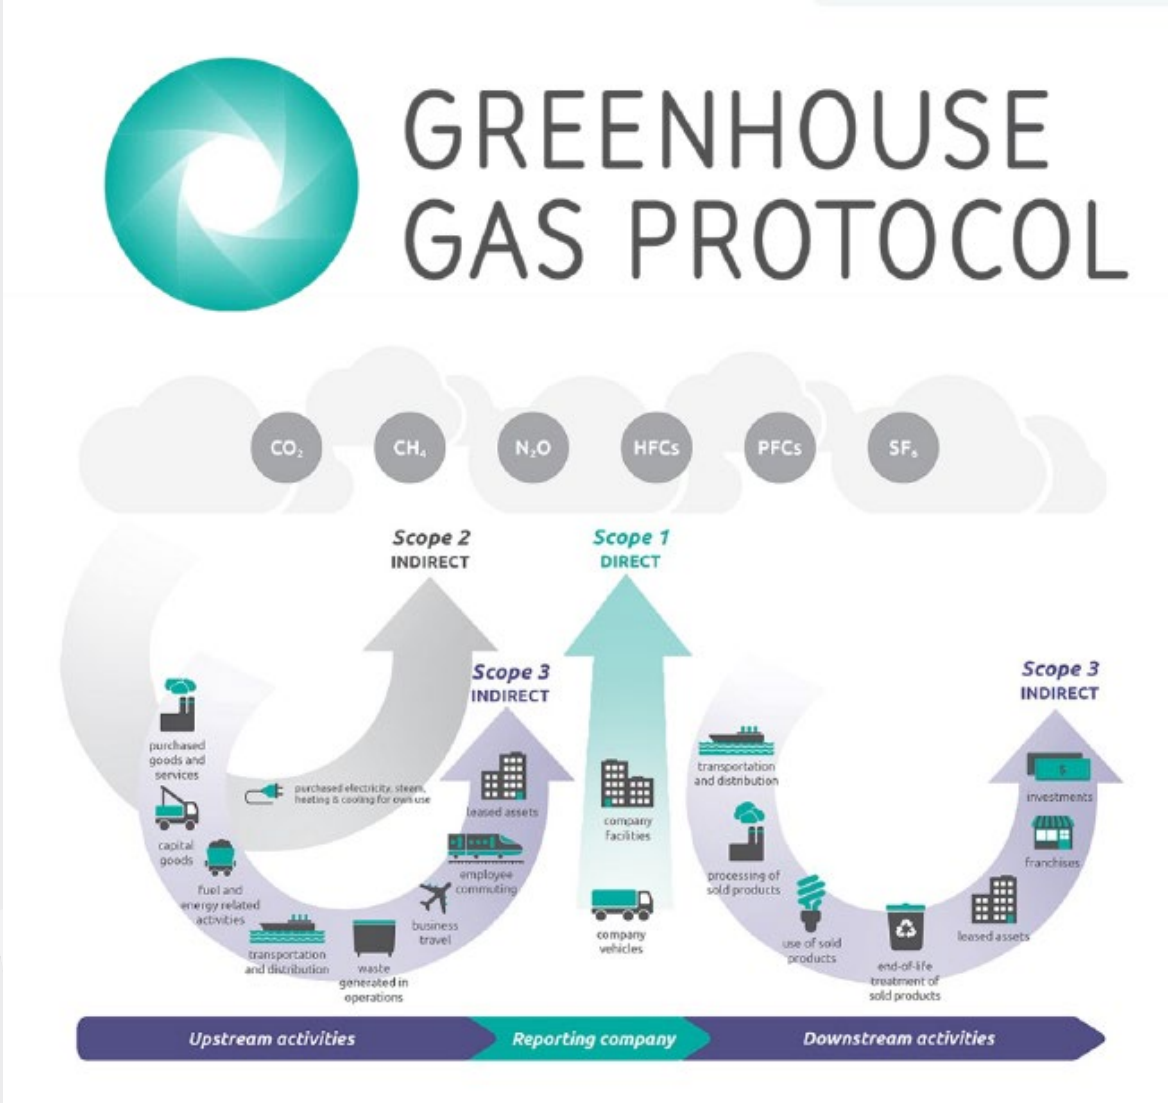 GREENHOUSE
GAS PROTOCOL
CO₂ CH₄ N₂O HFCs PFCs SF₆
Scope 2
INDIRECT
Scope 1
DIRECT
Scope 3
INDIRECT
Scope 3
INDIRECT
purchased
goods and
services
capital
goods
fuel and
energy related
activities
transportation
and distribution
waste
generated in
operations
business
travel
employee
commuting
leased assets
purchased electricity, steam,
heating & cooling for own use
company
facilities
company
vehicles
transportation
and distribution
processing of
sold products
use of sold
products
end-of-life
treatment of
sold products
leased assets
franchises
$
investments
Upstream activities
Reporting company
Downstream activities